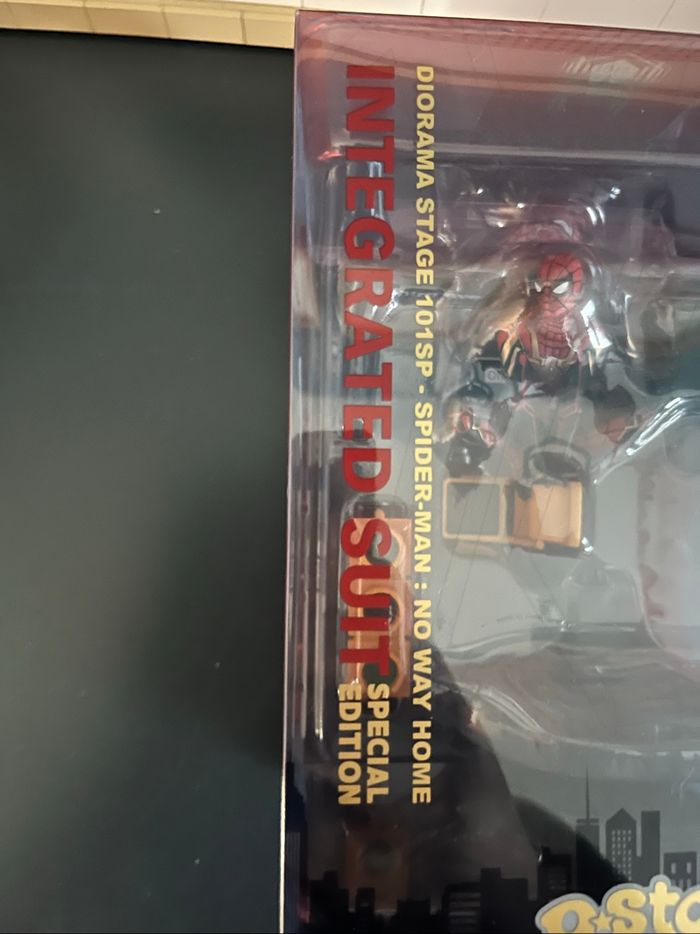 DIORAMA STAGE 101SP - SPIDER-MAN : NO WAY HOME
INTEGRATED SUIT
SPECIAL
EDITION